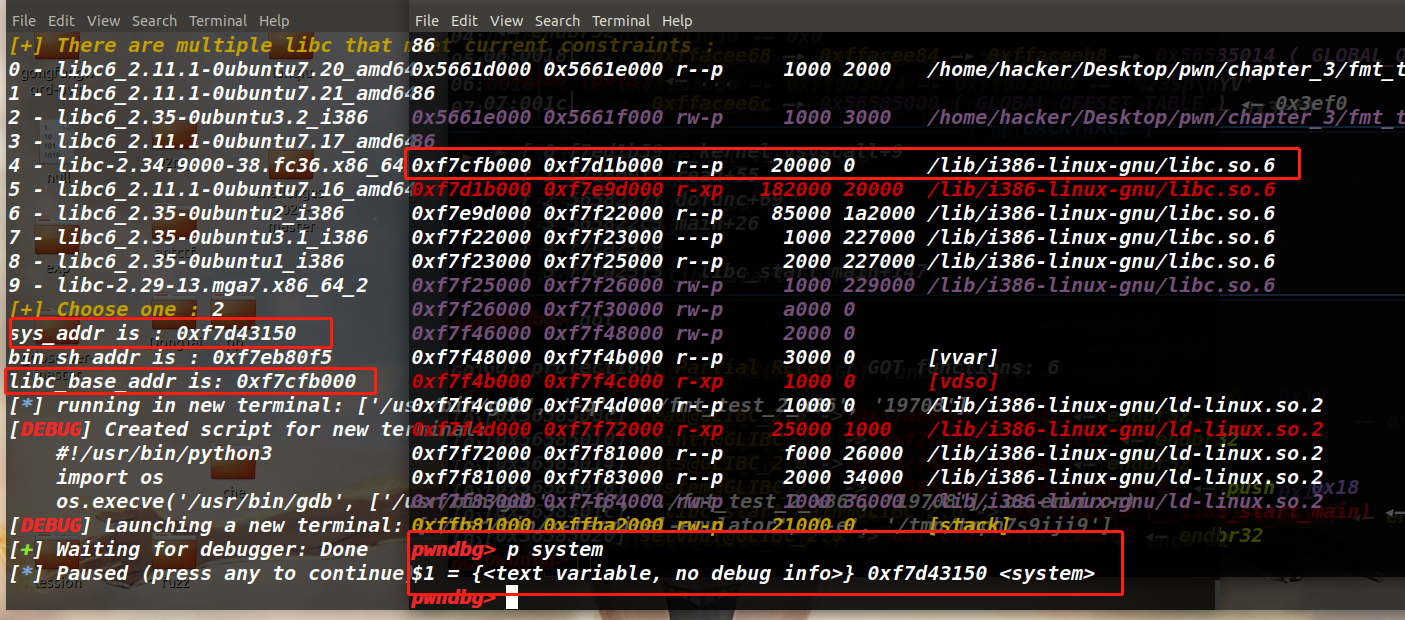 File Edit View Search Terminal Help
[+] There are multiple libc that m et current constraints :
0 - libc6_2.11.1-0ubuntu7.20_amd64
1 - libc6_2.11.1-0ubuntu7.21_amd64
2 - libc6_2.35-0ubuntu3.2_i386
3 - libc6_2.11.1-0ubuntu7.17_amd64
4 - libc-2.34.9000-38.fc36.x86_64
5 - libc6_2.11.1-0ubuntu7.16_amd64
6 - libc6_2.35-0ubuntu2_i386
7 - libc6_2.35-0ubuntu3.1_i386
8 - libc6_2.35-0ubuntu1_i386
9 - libc-2.29-13.mga7.x86_64_2
[+] Choose one : 2
sys_addr is : 0xf7d43150
bin_sh_addr is : 0xf7eb80f5
libc_base_addr is: 0xf7cfb000
[*] running in new terminal: ['/us
[DEBUG] Created script for new terminal:
#!/usr/bin/python3
import os
os.execve('/usr/bin/gdb', ['/us
[DEBUG] Launching a new terminal:
[+] Waiting for debugger: Done
[*] Paused (press any to continue)
File Edit View Search Terminal Help
86
0x5661d000 0x5661e000 r--p 1000 2000 /home/hacker/Desktop/pwn/chapter_3/fmt_t
86
0x5661e000 0x5661f000 rw-p 1000 3000 /home/hacker/Desktop/pwn/chapter_3/fmt_t
86
0xf7cfb000 0xf7d1b000 r--p 20000 0 /lib/i386-linux-gnu/libc.so.6
0xf7d1b000 0xf7e9d000 r-xp 182000 20000 /lib/i386-linux-gnu/libc.so.6
0xf7e9d000 0xf7f22000 r--p 85000 1a2000 /lib/i386-linux-gnu/libc.so.6
0xf7f22000 0xf7f23000 ---p 1000 227000 /lib/i386-linux-gnu/libc.so.6
0xf7f23000 0xf7f25000 r--p 2000 227000 /lib/i386-linux-gnu/libc.so.6
0xf7f25000 0xf7f26000 rw-p 1000 229000 /lib/i386-linux-gnu/libc.so.6
0xf7f26000 0xf7f30000 rw-p a000 0
0xf7f46000 0xf7f48000 rw-p 2000 0
0xf7f48000 0xf7f4b000 r--p 3000 0 [vvar]
0xf7f4b000 0xf7f4c000 r-xp 1000 0 [vdso]
0xf7f4c000 0xf7f4d000 r--p 1000 0 /lib/i386-linux-gnu/ld-linux.so.2
0xf7f4d000 0xf7f72000 r-xp 25000 1000 /lib/i386-linux-gnu/ld-linux.so.2
0xf7f72000 0xf7f81000 r--p f000 26000 /lib/i386-linux-gnu/ld-linux.so.2
0xf7f81000 0xf7f83000 r--p 2000 34000 /lib/i386-linux-gnu/ld-linux.so.2
0xf7f83000 0xf7f84000 rw-p 1000 36000 /lib/i386-linux-gnu/ld-linux.so.2
0xffb81000 0xffba2000 rw-p 21000 0 [stack]
pwndbg> p system
$1 = {<text variable, no debug info>} 0xf7d43150 <system>
pwndbg>